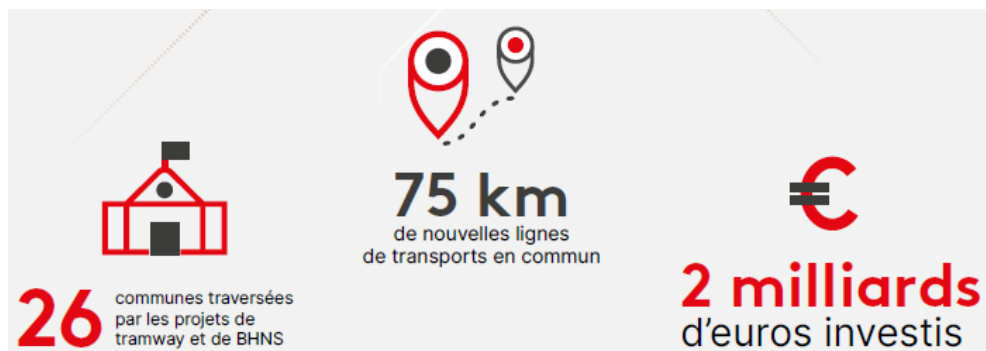 75 km
de nouvelles lignes
de transports en commun
26
communes traversées
par les projets de
tramway et de BHNS
€
2 milliards
d'euros investis